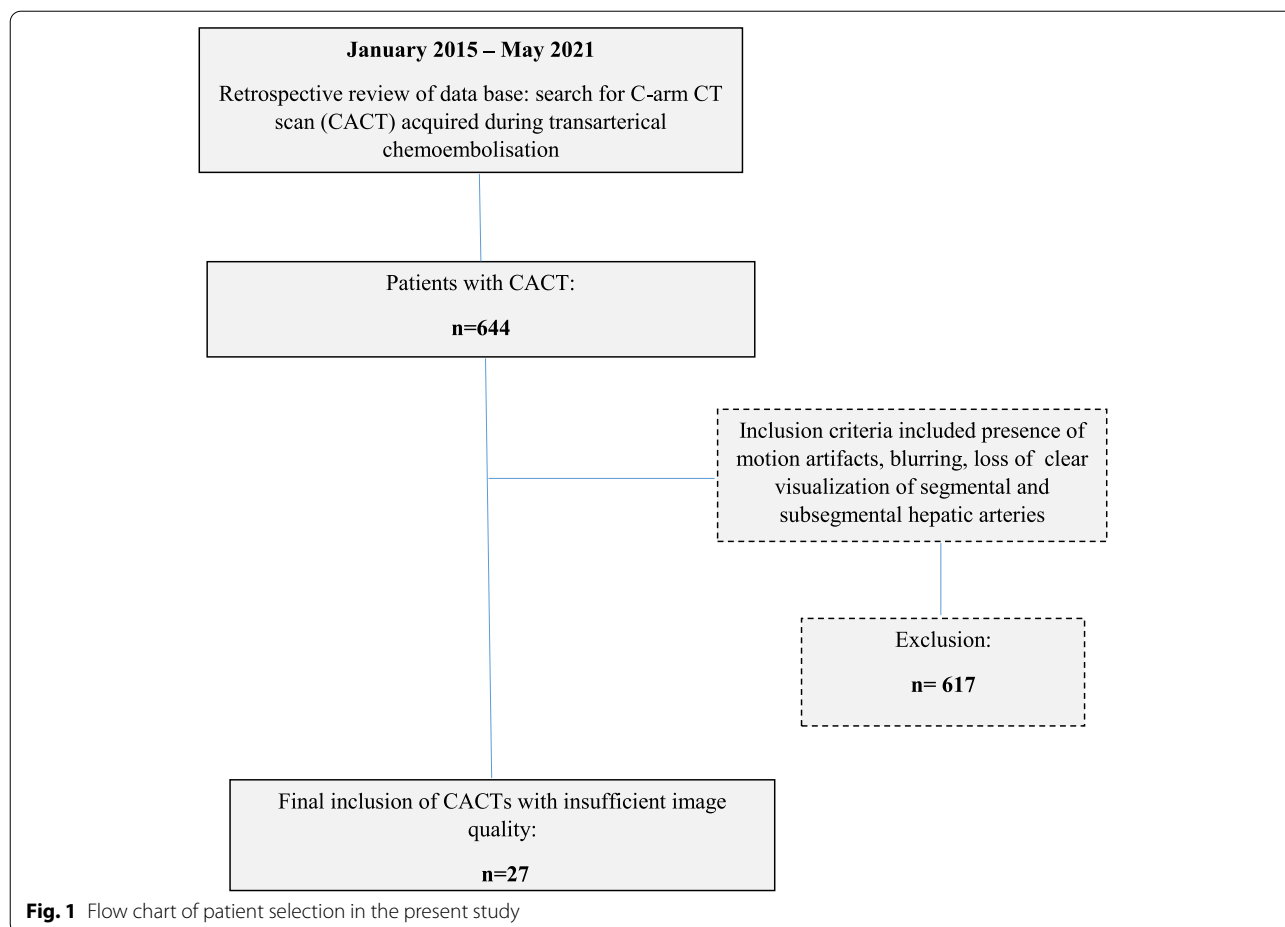 January 2015 – May 2021
Retrospective review of data base: search for C-arm CT
scan (CACT) acquired during transarterical
chemoembolisation
Patients with CACT:
n=644
Inclusion criteria included presence of
motion artifacts, blurring, loss of clear
visualization of segmental and
subsegmental hepatic arteries
Exclusion:
n= 617
Final inclusion of CACTs with insufficient image
quality:
n=27
Fig. 1 Flow chart of patient selection in the present study